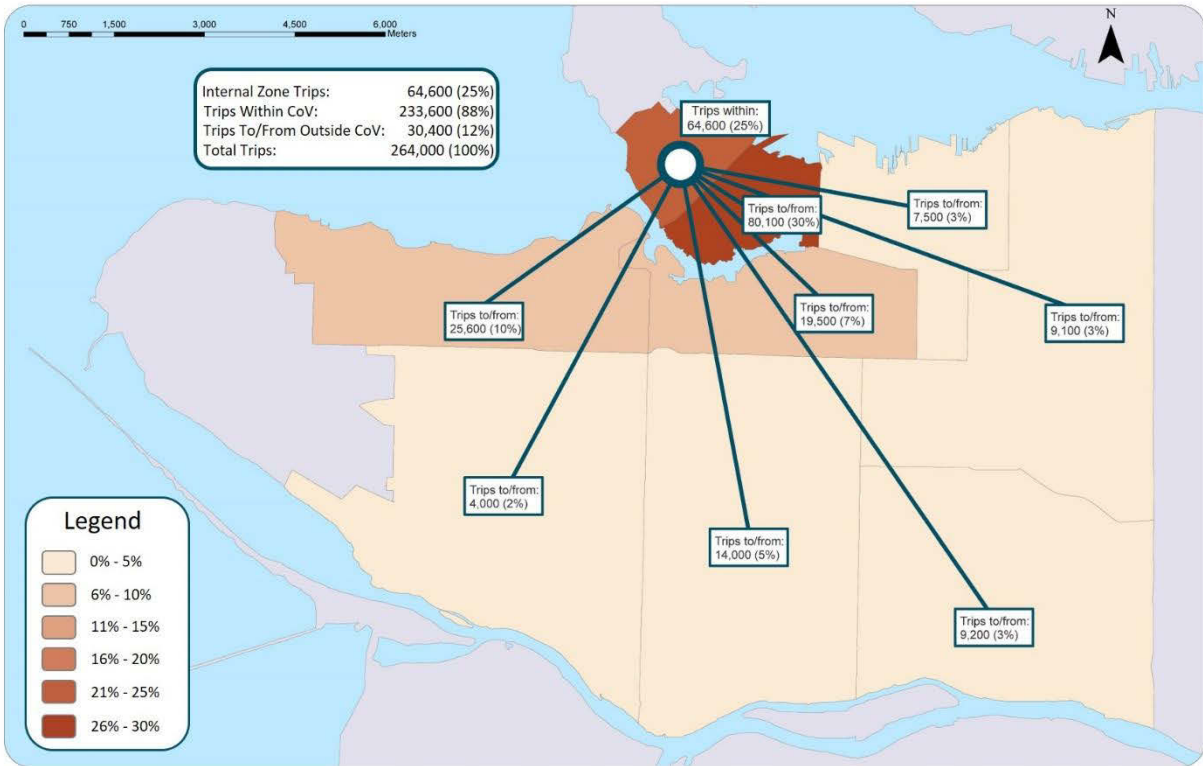 0 750 1,500 3,000 4,500 6,000
Meters
N
Internal Zone Trips: 64,600 (25%)
Trips Within CoV: 233,600 (88%)
Trips To/From Outside CoV: 30,400 (12%)
Total Trips: 264,000 (100%)
Trips within:
64,600 (25%)
Trips to/from:
7,500 (3%)
Trips to/from:
80,100 (30%)
Trips to/from:
25,600 (10%)
Trips to/from:
19,500 (7%)
Trips to/from:
9,100 (3%)
Trips to/from:
4,000 (2%)
Trips to/from:
14,000 (5%)
Trips to/from:
9,200 (3%)
Legend
0% - 5%
6% - 10%
11% - 15%
16% - 20%
21% - 25%
26% - 30%